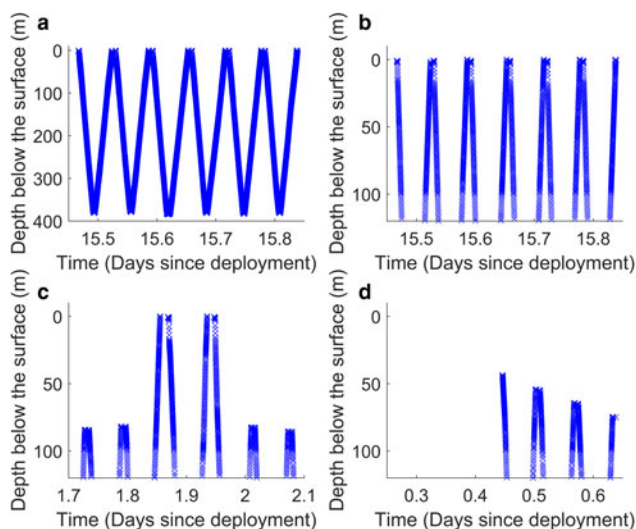 a
Depth below the surface (m)
0
100
200
300
400
15.5
15.6
15.7
15.8
Time (Days since deployment)
b
Depth below the surface (m)
0
50
100
15.5
15.6
15.7
15.8
Time (Days since deployment)
c
Depth below the surface (m)
0
50
100
1.7
1.8
1.9
2
2.1
Time (Days since deployment)
d
Depth below the surface (m)
0
50
100
0.3
0.4
0.5
0.6
Time (Days since deployment)